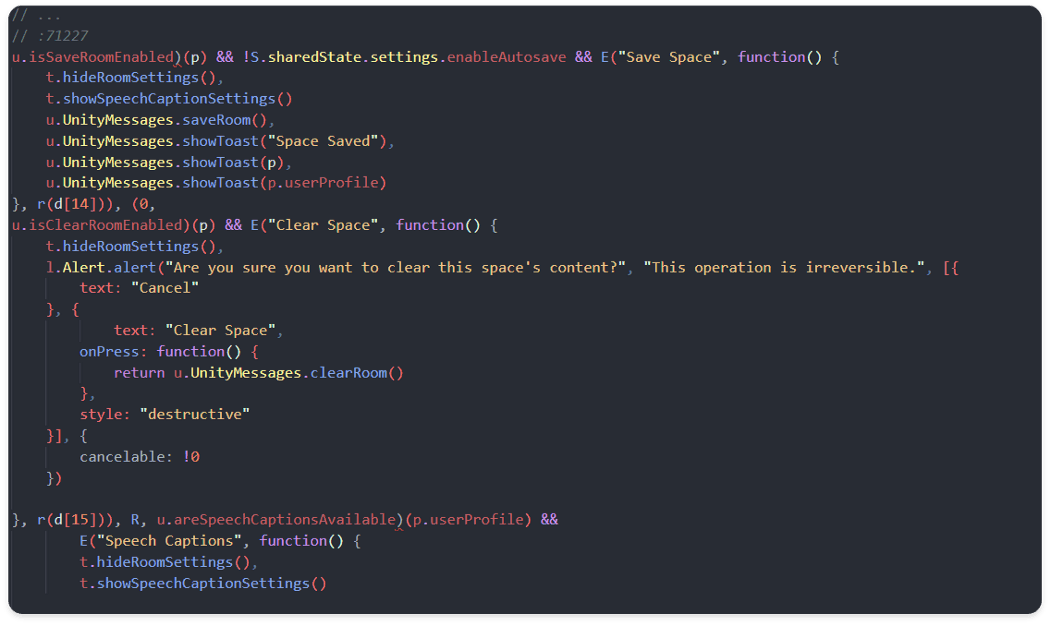 // ...
// :71227
u.isSaveRoomEnabled)(p) && !S.sharedState.settings.enableAutosave && E("Save Space", function() {
    t.hideRoomSettings(),
    t.showSpeechCaptionSettings()
    u.UnityMessages.saveRoom(),
    u.UnityMessages.showToast("Space Saved"),
    u.UnityMessages.showToast(p),
    u.UnityMessages.showToast(p.userProfile)
}, r(d[14])), (0,
u.isClearRoomEnabled)(p) && E("Clear Space", function() {
    t.hideRoomSettings(),
    l.Alert.alert("Are you sure you want to clear this space's content?", "This operation is irreversible.", [{
        text: "Cancel"
    }, {
            text: "Clear Space",
        onPress: function() {
            return u.UnityMessages.clearRoom()
        },
        style: "destructive"
    }], {
        cancelable: !0
    })
}, r(d[15])), R, u.areSpeechCaptionsAvailable)(p.userProfile) &&
        E("Speech Captions", function() {
        t.hideRoomSettings(),
        t.showSpeechCaptionSettings()